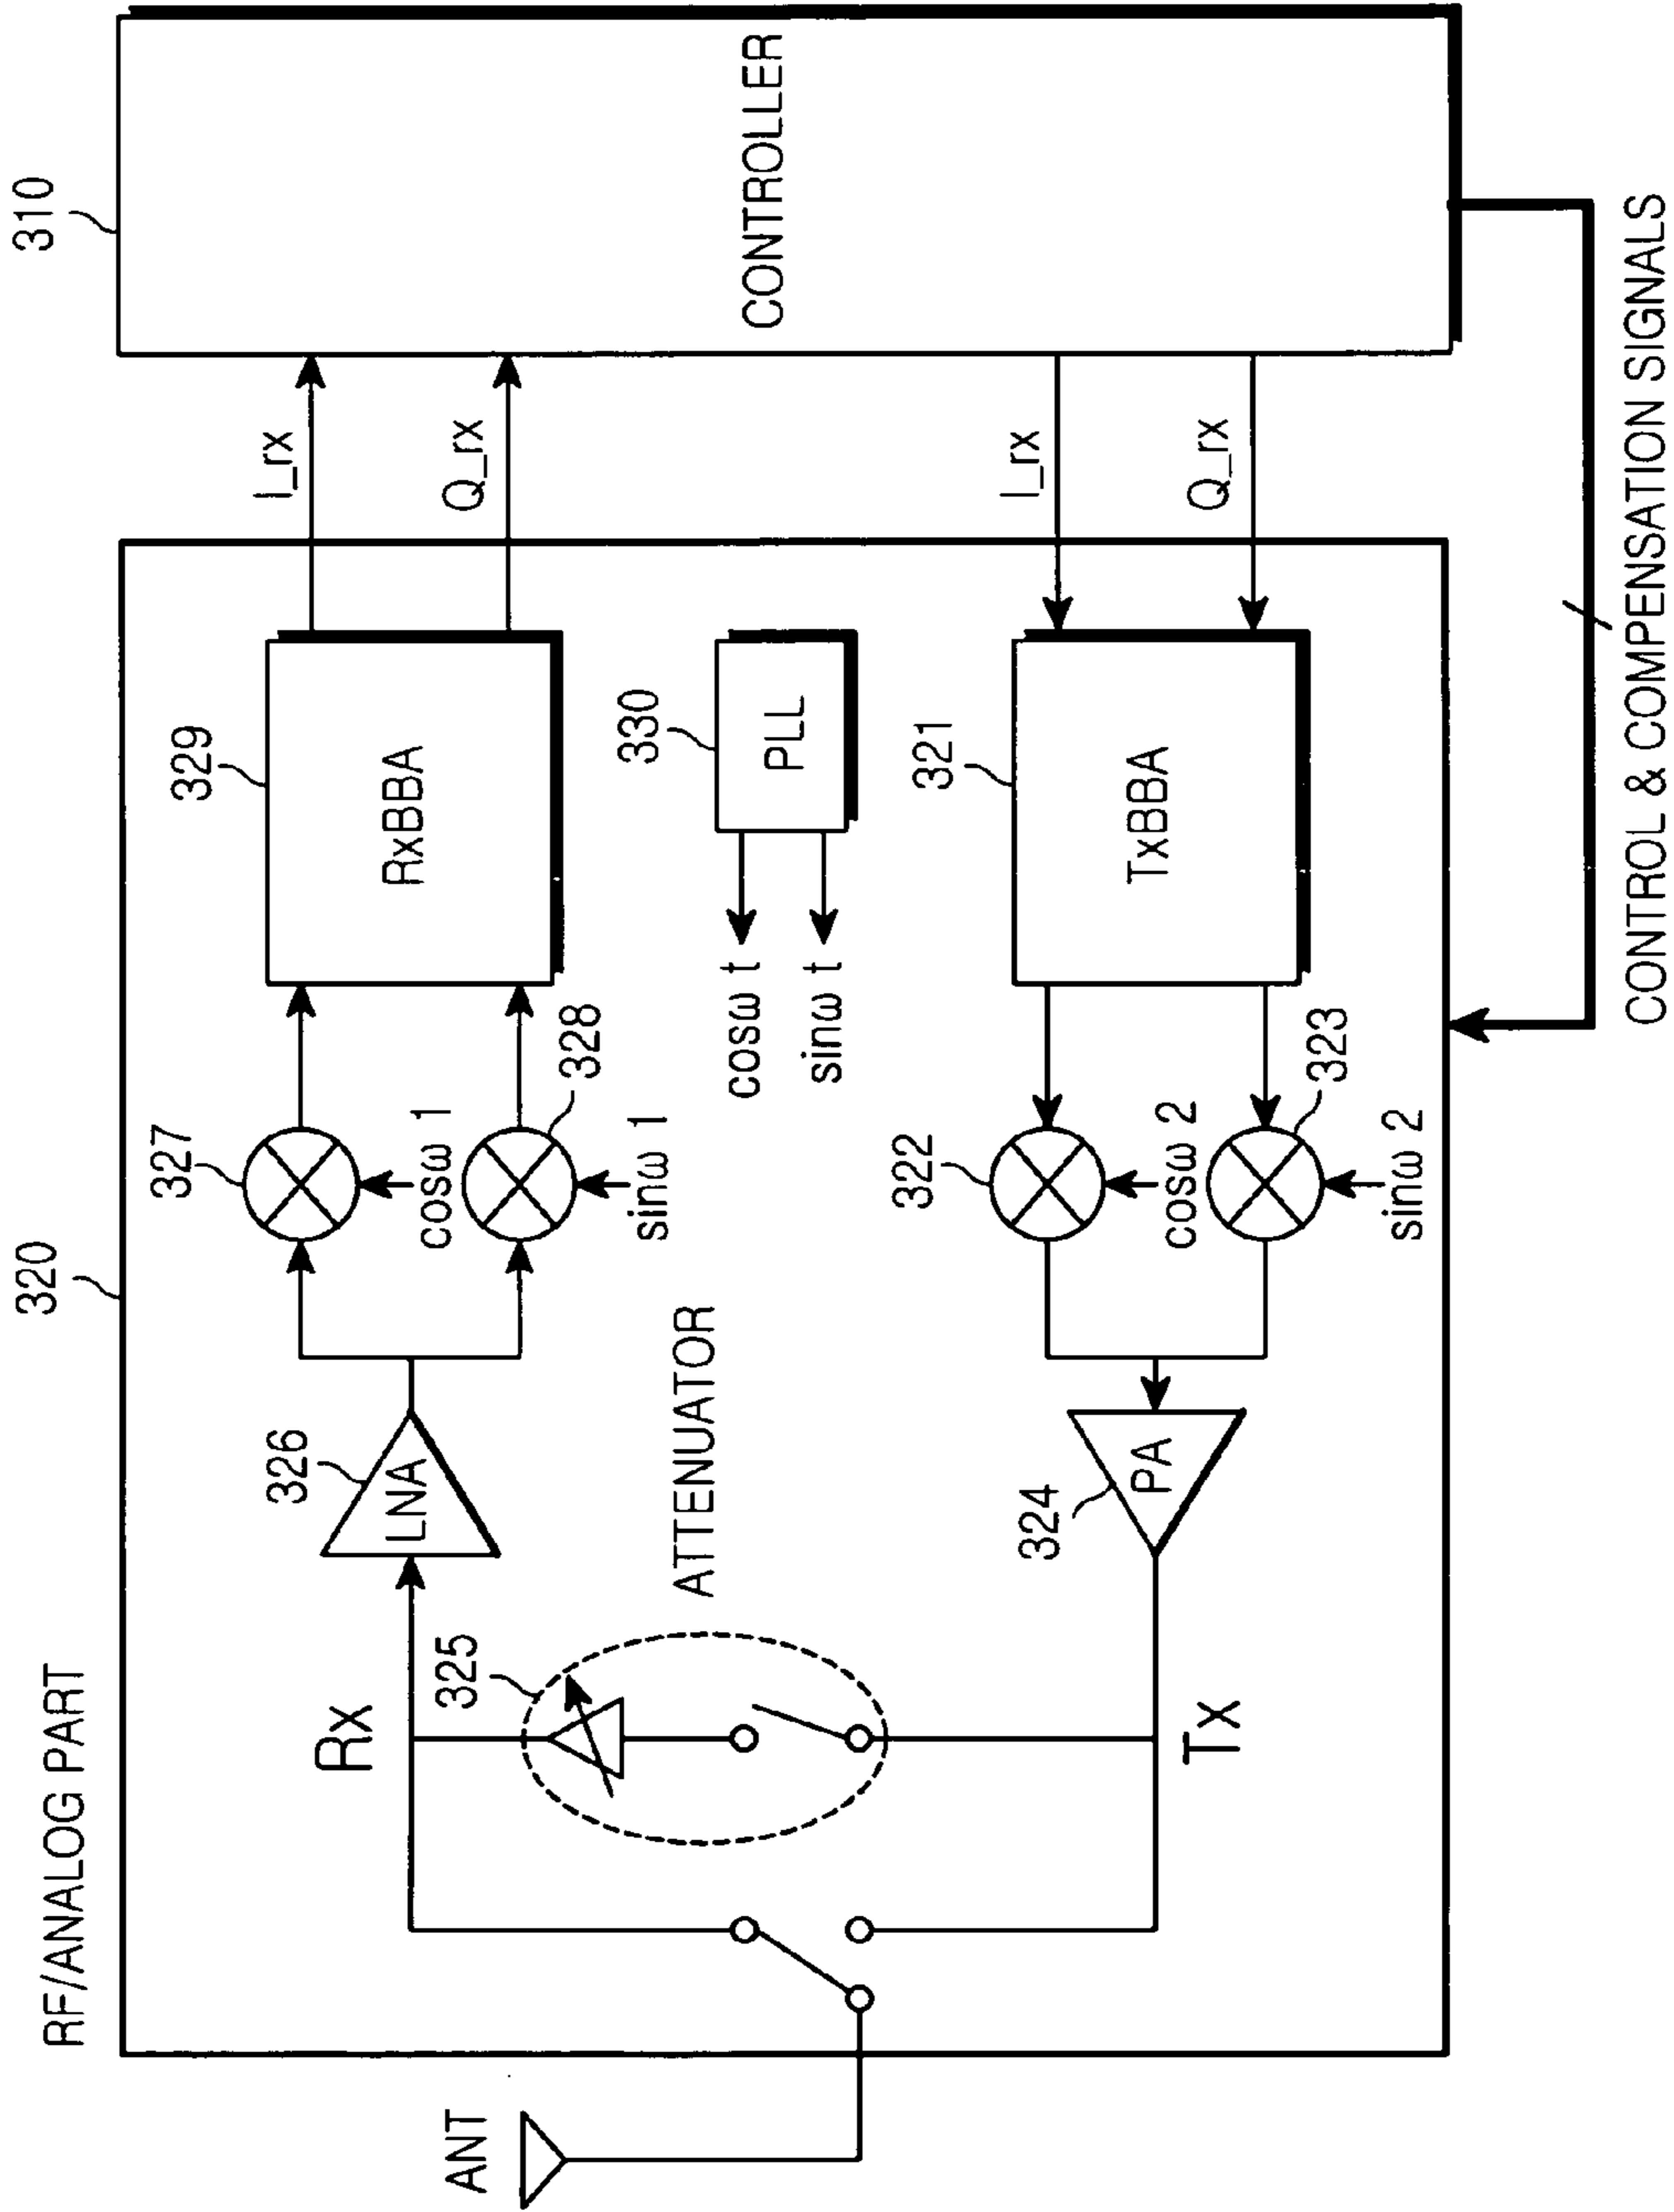 RF/ANALOG PART
320
310
ANT
Rx
326
LNA
327
cosω 1
328
sinω 1
329
RxBBA
I_rx
Q_rx
CONTROLLER
325
ATTENUATOR
330
PLL
cosω t
sinω t
Tx
324
PA
322
cosω 2
323
sinω 2
321
TxBBA
I_rx
Q_rx
CONTROL & COMPENSATION SIGNALS